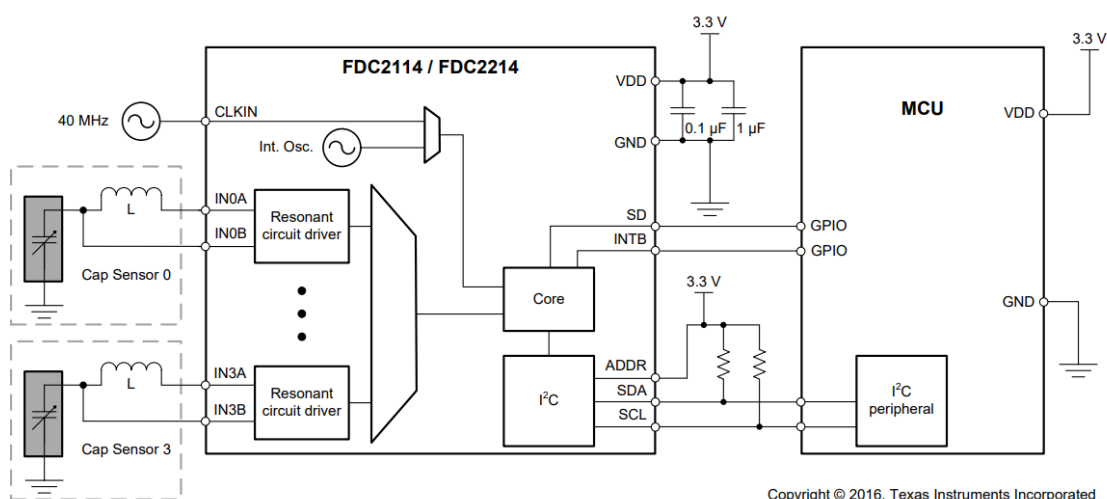 3.3 V
3.3 V
FDC2114 / FDC2214
VDD
MCU
CLKIN
VDD
40 MHz
0.1 µF
1 µF
Int. Osc.
GND
IN0A
L
Resonant
circuit driver
SD
GPIO
IN0B
INTB
GPIO
Cap Sensor 0
3.3 V
Core
GND
IN3A
ADDR
L
Resonant
circuit driver
I²C
SDA
I²C
peripheral
IN3B
SCL
Cap Sensor 3
Copyright © 2016, Texas Instruments Incorporated